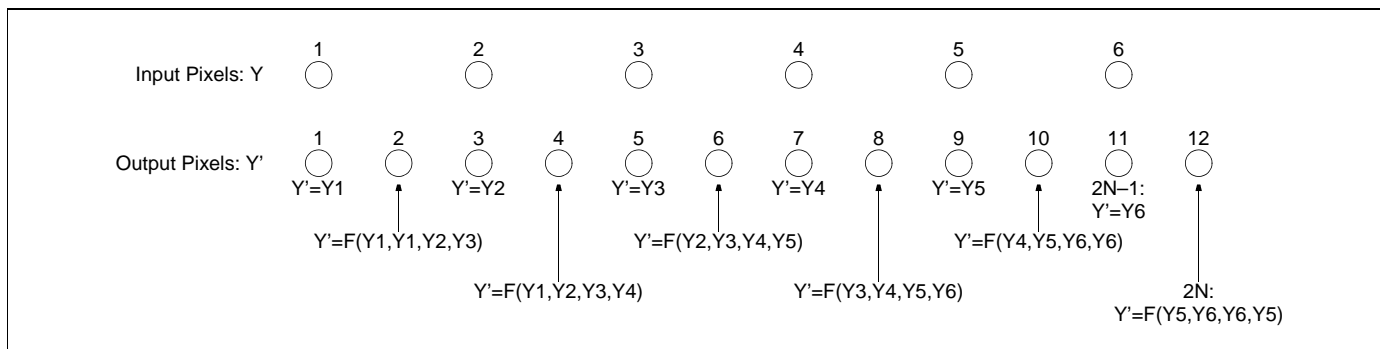 1 2 3 4 5 6
Input Pixels: Y
1 2 3 4 5 6 7 8 9 10 11 12
Output Pixels: Y’
Y’=Y1 Y’=Y2 Y’=Y3 Y’=Y4 Y’=Y5 2N–1:
Y’=Y6
Y’=F(Y1,Y1,Y2,Y3) Y’=F(Y2,Y3,Y4,Y5) Y’=F(Y4,Y5,Y6,Y6)
Y’=F(Y1,Y2,Y3,Y4) Y’=F(Y3,Y4,Y5,Y6) 2N:
Y’=F(Y5,Y6,Y6,Y5)